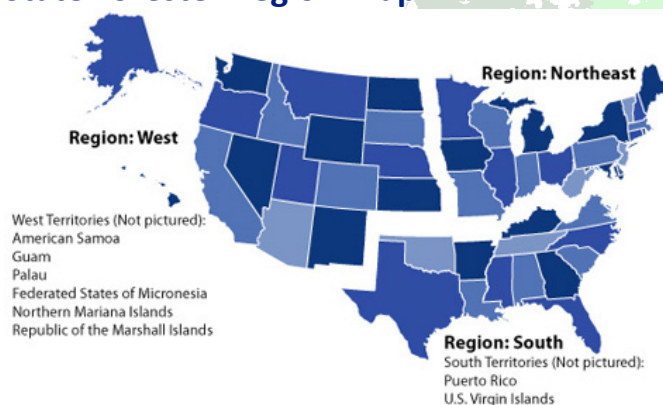 Region: Northeast
Region: West
West Territories (Not pictured):
American Samoa
Guam
Palau
Federated States of Micronesia
Northern Mariana Islands
Republic of the Marshall Islands
Region: South
South Territories (Not pictured):
Puerto Rico
U.S. Virgin Islands